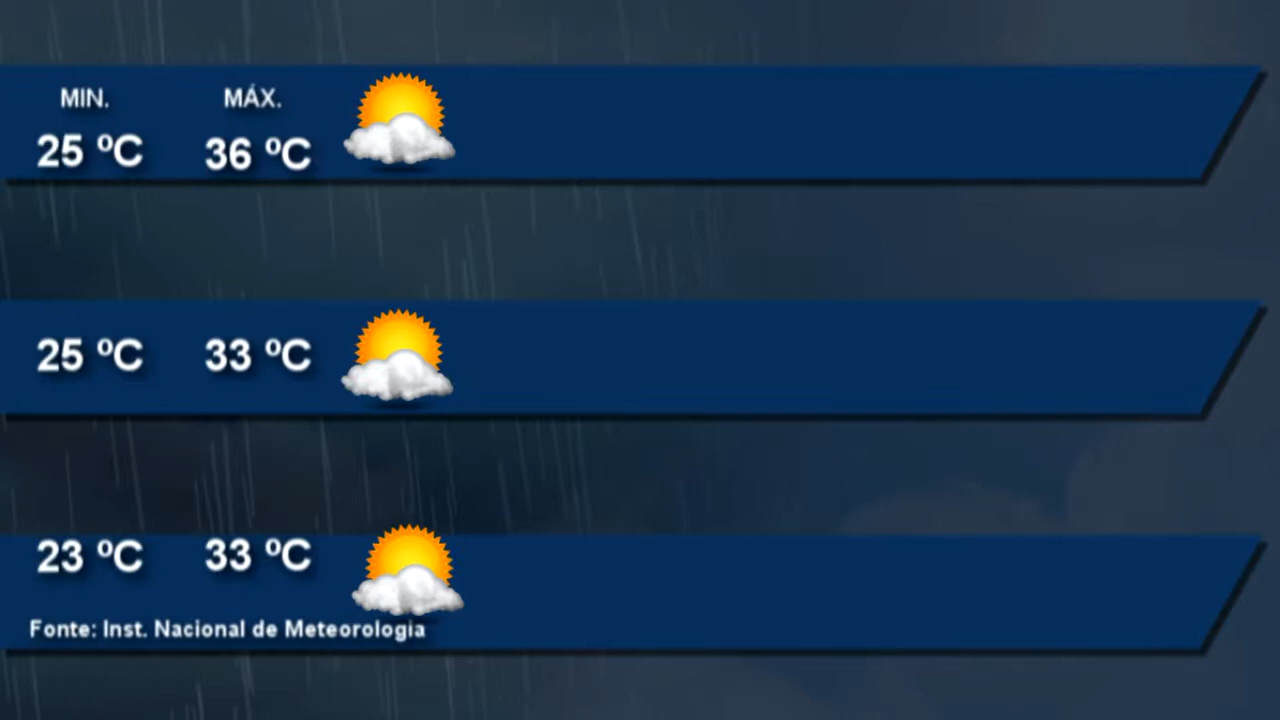 MIN. MÁX.
25 ºC 36 ºC
25 ºC 33 ºC
23 ºC 33 ºC
Fonte: Inst. Nacional de Meteorologia